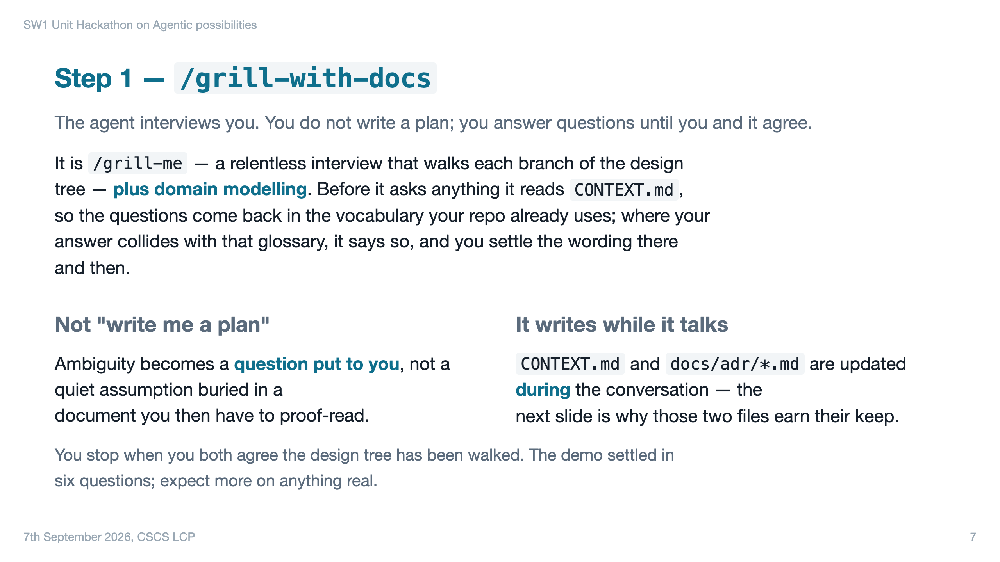 SW1 Unit Hackathon on Agentic possibilities
Step 1 — /grill-with-docs
The agent interviews you. You do not write a plan; you answer questions until you and it agree.
It is /grill-me — a relentless interview that walks each branch of the design
tree — plus domain modelling. Before it asks anything it reads CONTEXT.md,
so the questions come back in the vocabulary your repo already uses; where your
answer collides with that glossary, it says so, and you settle the wording there
and then.
Not "write me a plan"
Ambiguity becomes a question put to you, not a
quiet assumption buried in a
document you then have to proof-read.
It writes while it talks
CONTEXT.md and docs/adr/*.md are updated
during the conversation — the
next slide is why those two files earn their keep.
You stop when you both agree the design tree has been walked. The demo settled in
six questions; expect more on anything real.
7th September 2026, CSCS LCP
7